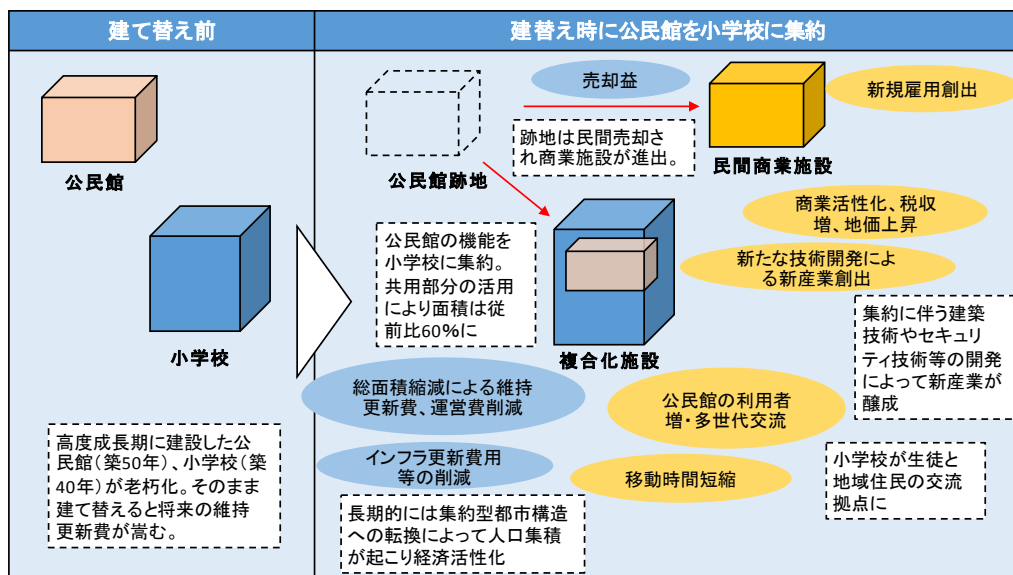 建て替え前
建替え時に公民館を小学校に集約
公民館
小学校
高度成長期に建設した公
民館(築50年)、小学校(築
40年)が老朽化。そのまま
建て替えると将来の維持
更新費が嵩む。
公民館跡地
売却益
跡地は民間売却さ
れ商業施設が進出。
民間商業施設
新規雇用創出
商業活性化、税収
増、地価上昇
公民館の機能を
小学校に集約。
共用部分の活用
により面積は従
前比60%に
新たな技術開発によ
る新産業創出
複合化施設
集約に伴う建築
技術やセキュリ
ティ技術等の開発
によって新産業が
醸成
総面積縮減による維持
更新費、運営費削減
公民館の利用者
増・多世代交流
インフラ更新費用
等の削減
移動時間短縮
小学校が生徒と
地域住民の交流
拠点に
長期的には集約型都市構造
への転換によって人口集積
が起こり経済活性化